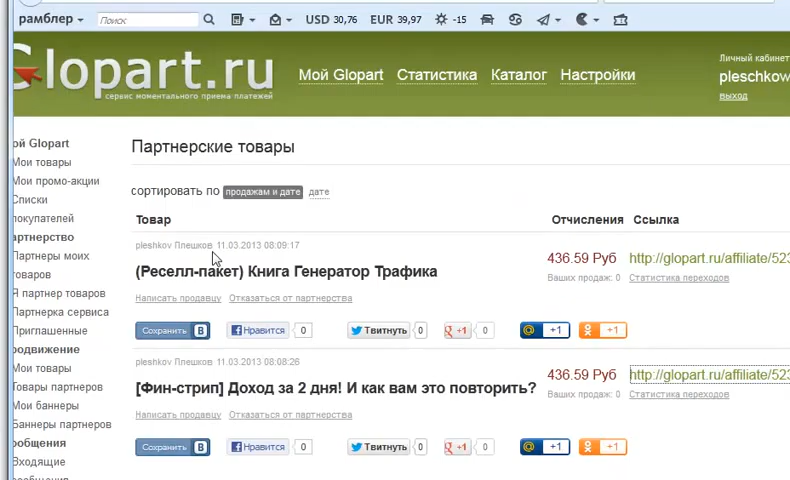 рамблер Поиск USD 30,76 EUR 39,97 -15
Glopart.ru
сервис моментального приема платежей
Мой Glopart Статистика Каталог Настройки
Личный кабинет
pleschkow
выход
ой Glopart
Мои товары
Мои промо-акции
Списки
покупателей
артнерство
Партнеры моих
товаров
Я партнер товаров
Партнерка сервиса
Приглашенные
родвижение
Мои товары
Товары партнеров
Мои баннеры
Баннеры партнеров
ообщения
Входящие
Партнерские товары
сортировать по продажам и дате дате
Товар Отчисления Ссылка
pleshkov Плешков 11.03.2013 08:09:17
(Реселл-пакет) Книга Генератор Трафика
436.59 Руб http://glopart.ru/affiliate/523
Ваших продаж: 0 Статистика переходов
Написать продавцу Отказаться от партнерства
Сохранить B Нравится 0 Твитнуть 0 g +1 0 @ +1 +1
pleshkov Плешков 11.03.2013 08:08:26
[Фин-стрип] Доход за 2 дня! И как вам это повторить?
436.59 Руб http://glopart.ru/affiliate/523
Ваших продаж: 0 Статистика переходов
Написать продавцу Отказаться от партнерства
Сохранить B Нравится 0 Твитнуть 0 g +1 0 @ +1 +1